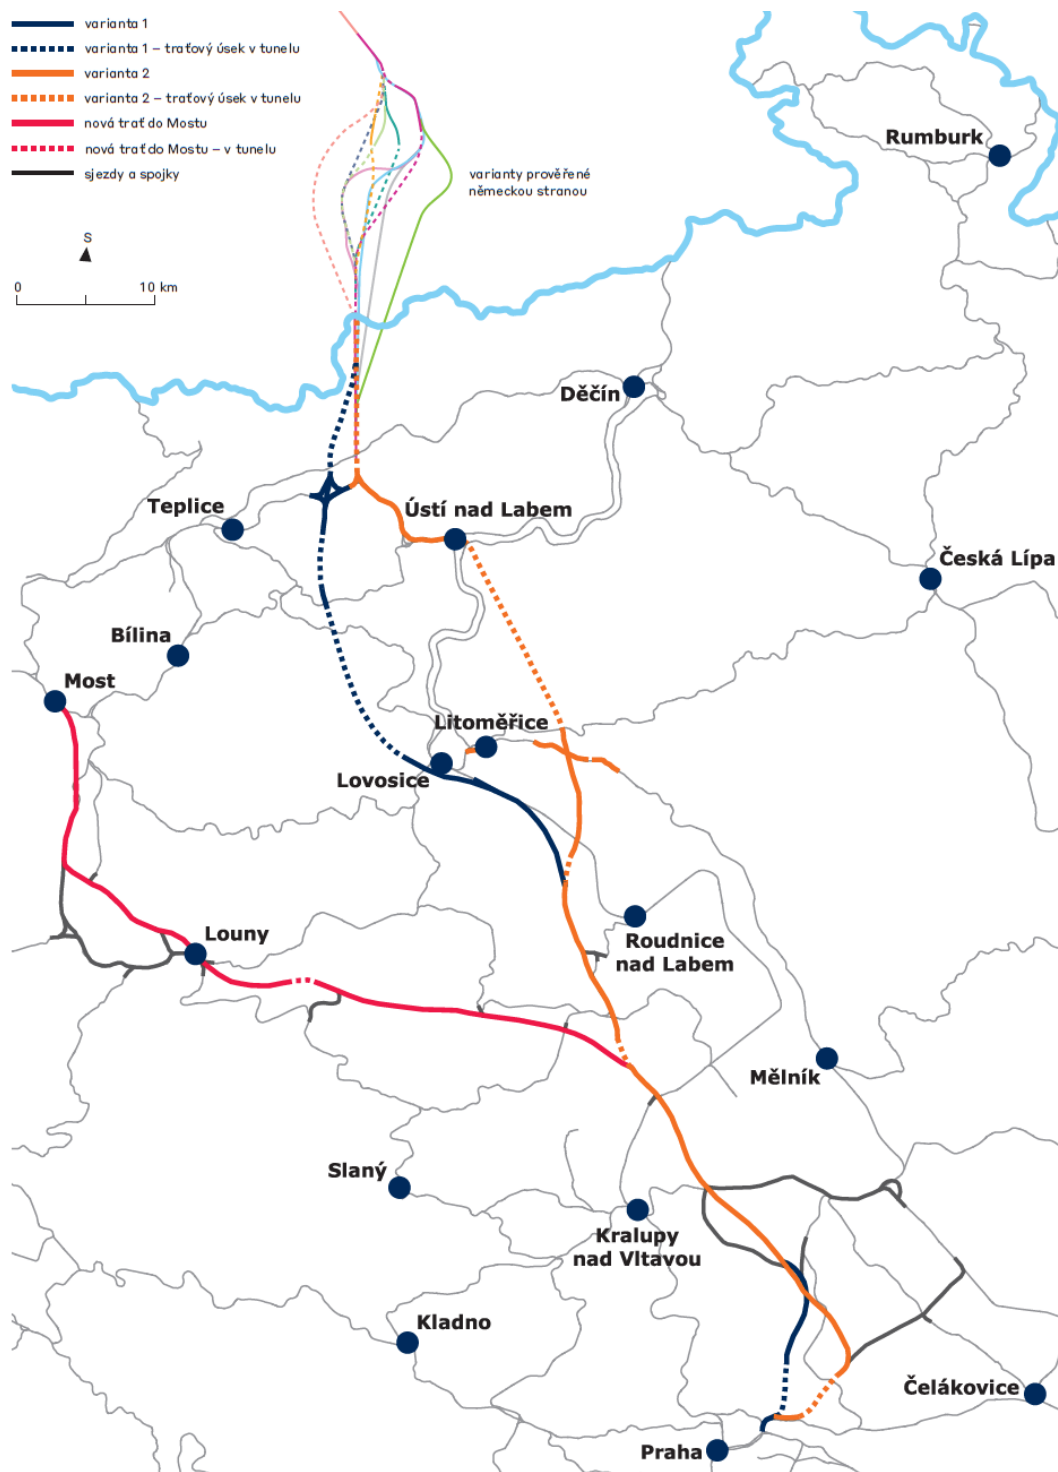 varianta 1
varianta 1 – traťový úsek v tunelu
varianta 2
varianta 2 – traťový úsek v tunelu
nová trať do Mostu
nová trať do Mostu – v tunelu
sjezdy a spojky
varianty prověřené
německou stranou
S
0 10 km
Rumburk
Děčín
Teplice
Ústí nad Labem
Česká Lípa
Bílina
Most
Litoměřice
Lovosice
Louny
Roudnice
nad Labem
Mělník
Slaný
Kralupy
nad Vltavou
Kladno
Čelákovice
Praha